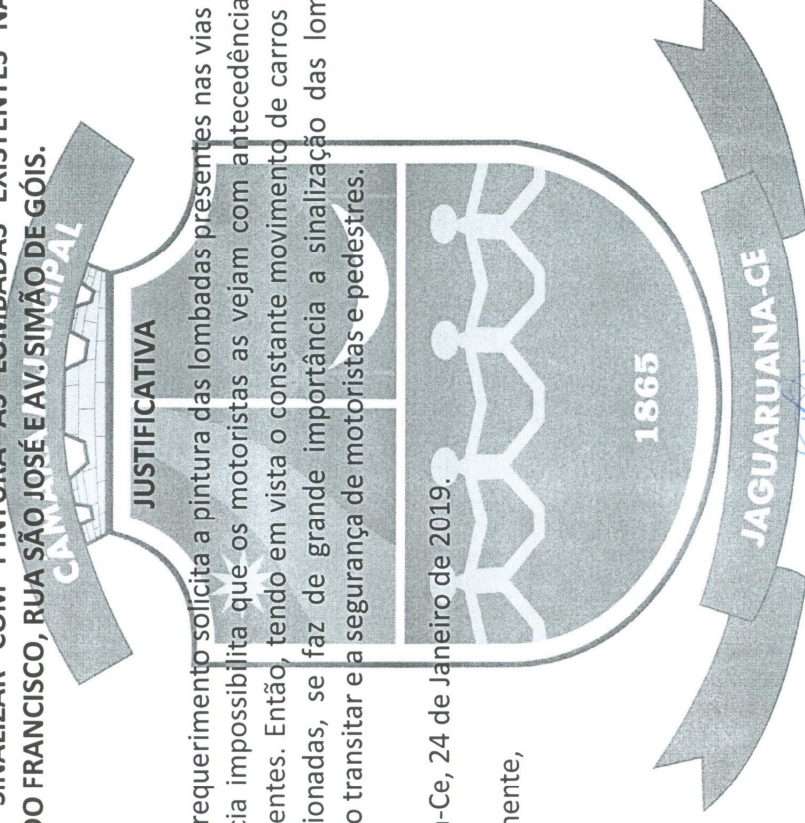 SINALIZAR COM PINTURA AS LOMBADAS EXISTENTES NA
DO FRANCISCO, RUA SÃO JOSÉ E AV. SIMÃO DE GÓIS.
JUSTIFICATIVA
requerimento solicita a pintura das lombadas presentes nas vias
cia impossibilita que os motoristas as vejam com antecedência
entes. Então, tendo em vista o constante movimento de carros
ionadas, se faz de grande importância a sinalização das lom
o transitar e a segurança de motoristas e pedestres.
-Ce, 24 de Janeiro de 2019.
mente,
1865
JAGUARUANA-CE